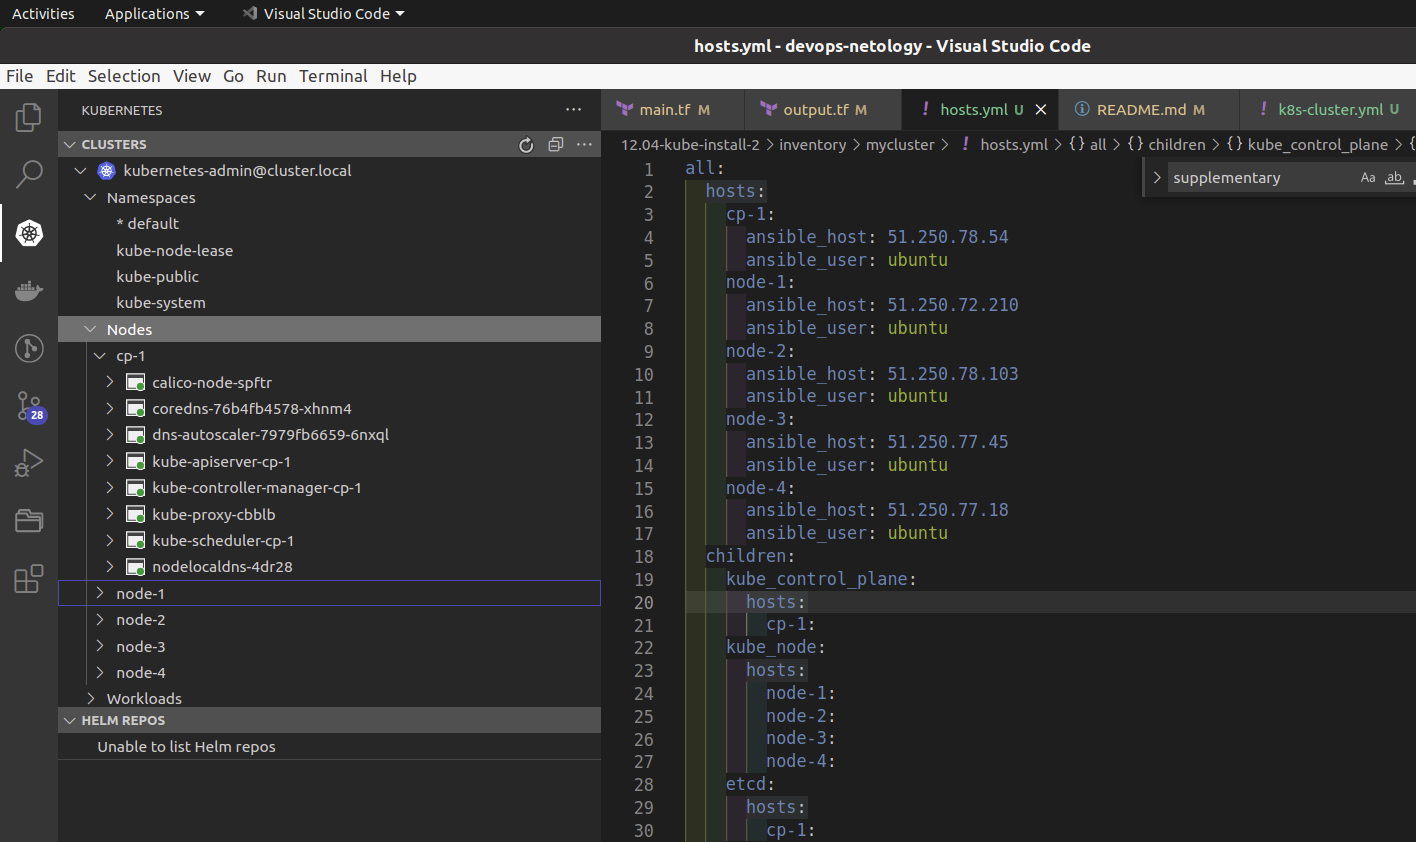 Activities Applications Visual Studio Code
hosts.yml - devops-netology - Visual Studio Code
File Edit Selection View Go Run Terminal Help
KUBERNETES ···
CLUSTERS ···
kubernetes-admin@cluster.local
Namespaces
* default
kube-node-lease
kube-public
kube-system
Nodes
cp-1
calico-node-spftr
coredns-76b4fb4578-xhnm4
dns-autoscaler-7979fb6659-6nxql
kube-apiserver-cp-1
kube-controller-manager-cp-1
kube-proxy-cbblb
kube-scheduler-cp-1
nodelocaldns-4dr28
node-1
node-2
node-3
node-4
Workloads
HELM REPOS
Unable to list Helm repos
28
main.tf M output.tf M hosts.yml U README.md M k8s-cluster.yml U
12.04-kube-install-2 > inventory > mycluster > ! hosts.yml > {} all > {} children > {} kube_control_plane > {
supplementary Aa ab
1 all:
2 hosts:
3 cp-1:
4 ansible_host: 51.250.78.54
5 ansible_user: ubuntu
6 node-1:
7 ansible_host: 51.250.72.210
8 ansible_user: ubuntu
9 node-2:
10 ansible_host: 51.250.78.103
11 ansible_user: ubuntu
12 node-3:
13 ansible_host: 51.250.77.45
14 ansible_user: ubuntu
15 node-4:
16 ansible_host: 51.250.77.18
17 ansible_user: ubuntu
18 children:
19 kube_control_plane:
20 hosts:
21 cp-1:
22 kube_node:
23 hosts:
24 node-1:
25 node-2:
26 node-3:
27 node-4:
28 etcd:
29 hosts:
30 cp-1: